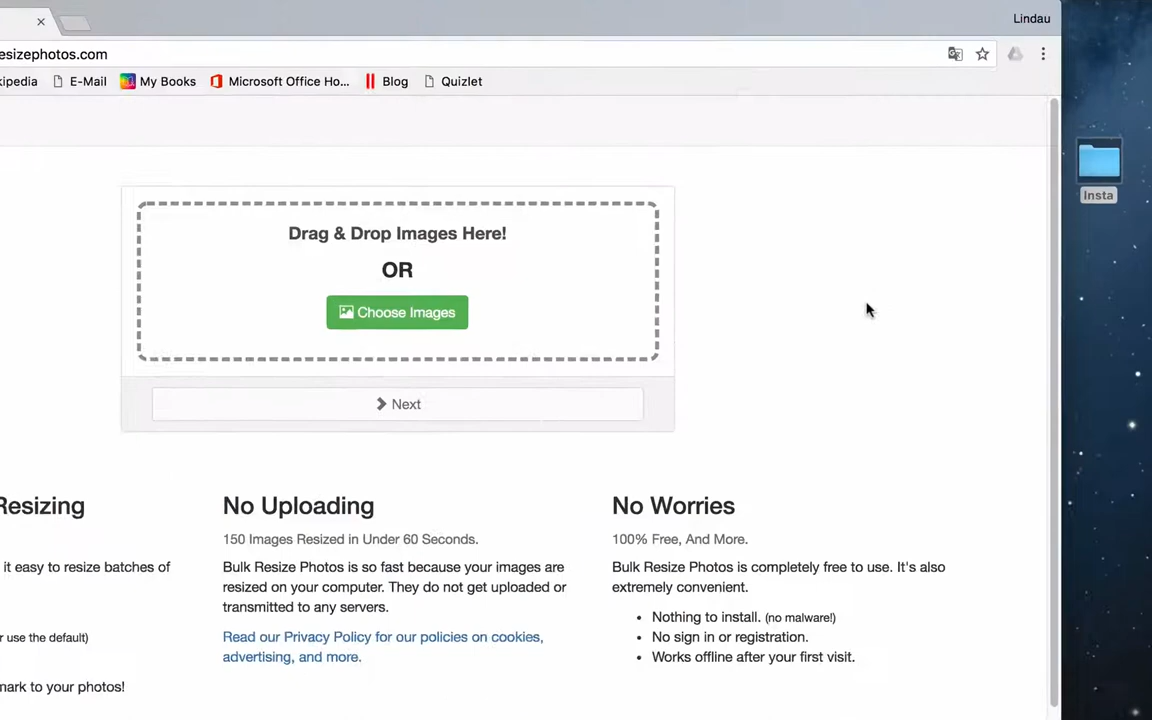 Lindau
esizephotos.com
ipedia E-Mail My Books Microsoft Office Ho... Blog Quizlet
Insta
Drag & Drop Images Here!
OR
Choose Images
Next
Resizing
it easy to resize batches of
r use the default)
mark to your photos!
No Uploading
150 Images Resized in Under 60 Seconds.
Bulk Resize Photos is so fast because your images are
resized on your computer. They do not get uploaded or
transmitted to any servers.
Read our Privacy Policy for our policies on cookies,
advertising, and more.
No Worries
100% Free, And More.
Bulk Resize Photos is completely free to use. It's also
extremely convenient.
• Nothing to install. (no malware!)
• No sign in or registration.
• Works offline after your first visit.